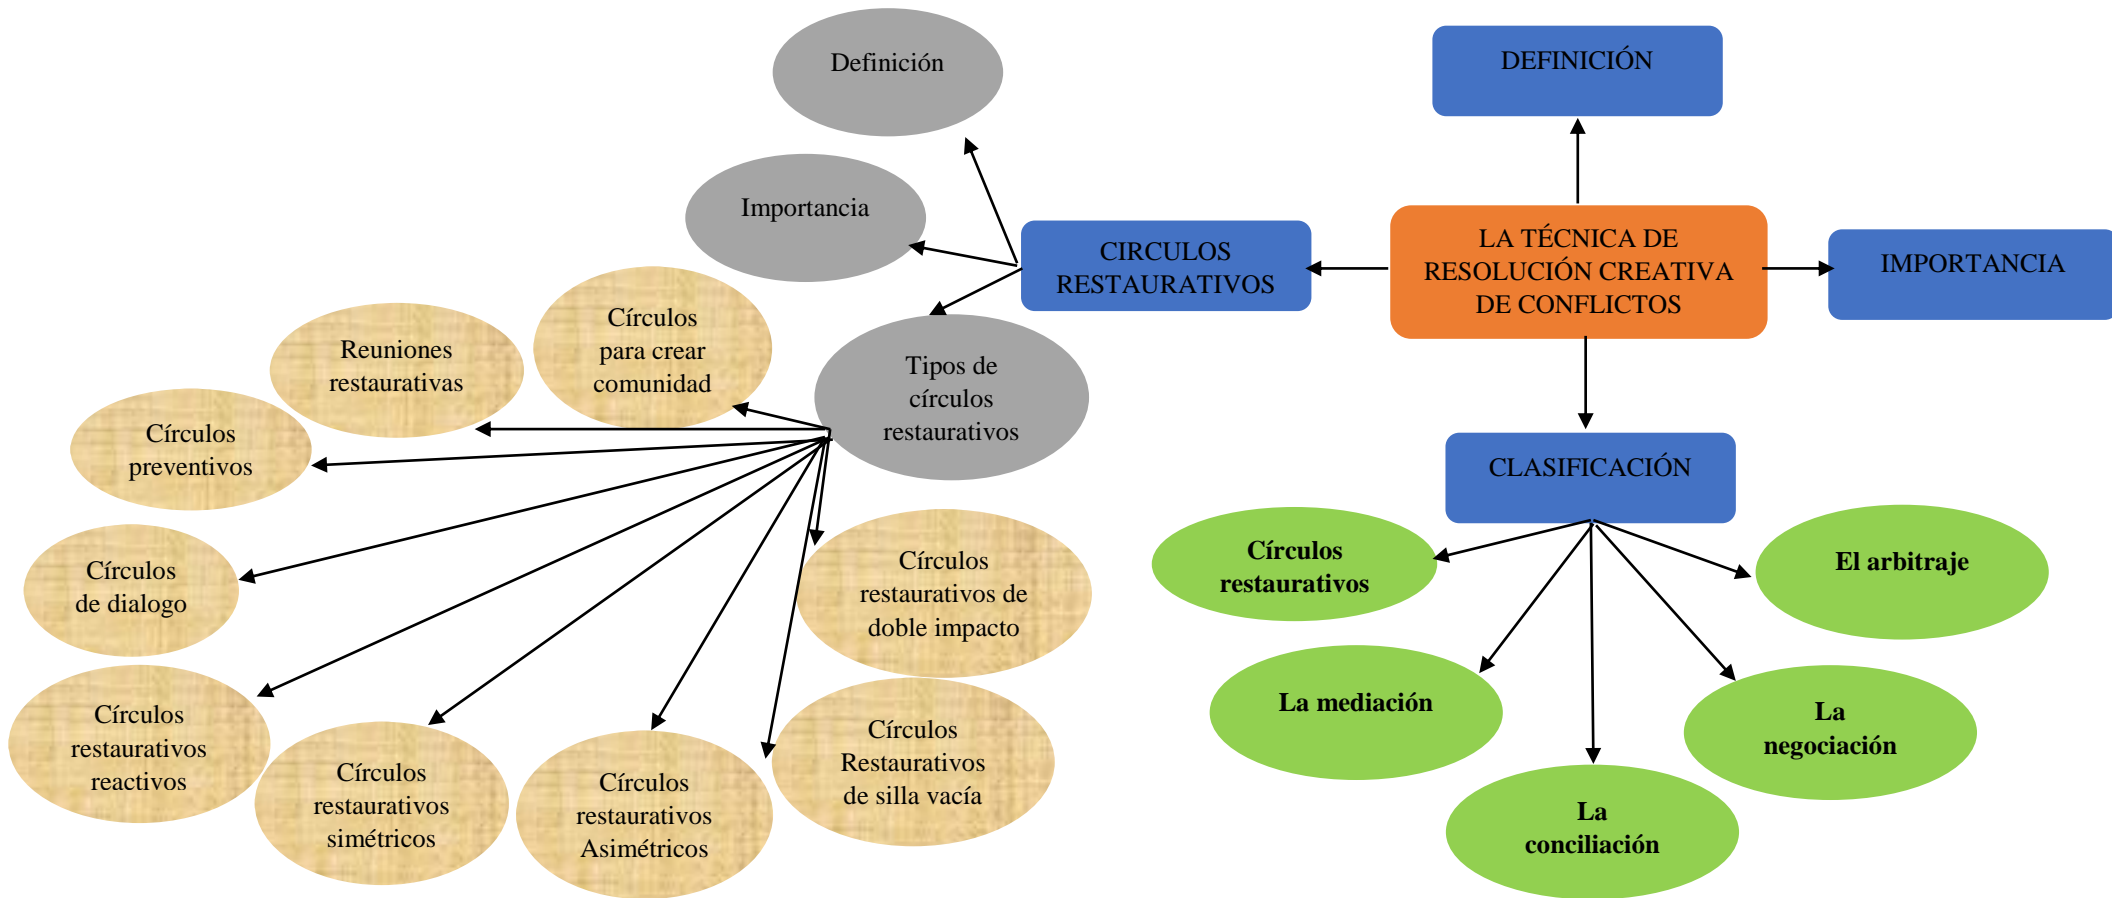 Definición
DEFINICIÓN
Importancia
CIRCULOS
RESTAURATIVOS
LA TÉCNICA DE
RESOLUCIÓN CREATIVA
DE CONFLICTOS
IMPORTANCIA
Círculos
para crear
comunidad
Reuniones
restaurativas
Tipos de
círculos
restaurativos
Círculos
preventivos
CLASIFICACIÓN
Círculos
de dialogo
Círculos
restaurativos de
doble impacto
Círculos
restaurativos
El arbitraje
Círculos
restaurativos
reactivos
Círculos
restaurativos
simétricos
Círculos
restaurativos
Asimétricos
Círculos
Restaurativos
de silla vacía
La mediación
La
negociación
La
conciliación